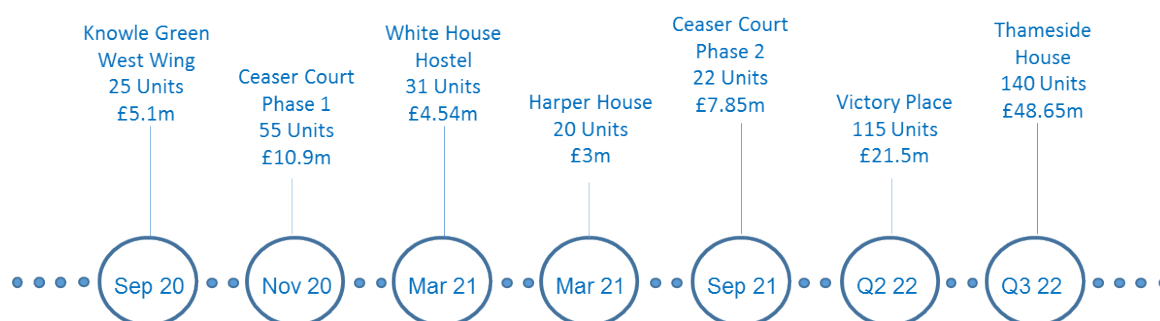 Knowle Green
West Wing
25 Units
£5.1m
Sep 20
Ceaser Court
Phase 1
55 Units
£10.9m
Nov 20
White House
Hostel
31 Units
£4.54m
Mar 21
Harper House
20 Units
£3m
Mar 21
Ceaser Court
Phase 2
22 Units
£7.85m
Sep 21
Victory Place
115 Units
£21.5m
Q2 22
Thameside
House
140 Units
£48.65m
Q3 22